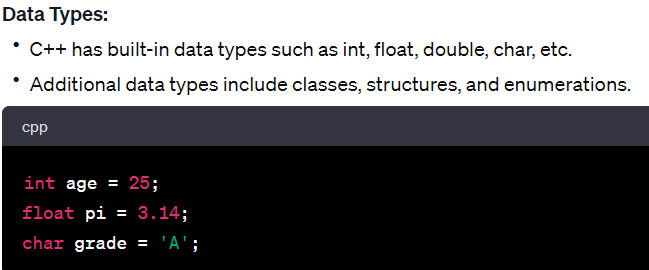 Data Types:
• C++ has built-in data types such as int, float, double, char, etc.
• Additional data types include classes, structures, and enumerations.
cpp
int age = 25;
float pi = 3.14;
char grade = 'A';